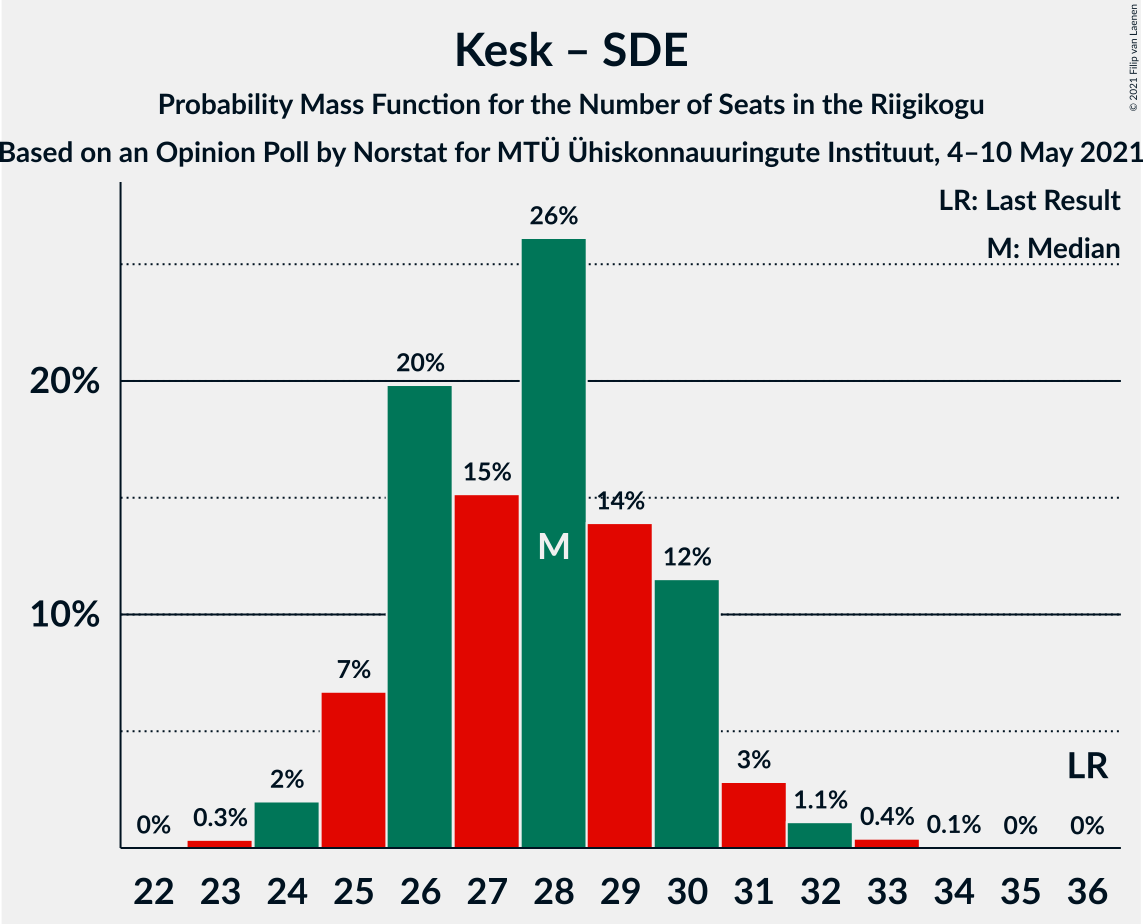 Kesk – SDE
Probability Mass Function for the Number of Seats in the Riigikogu
Based on an Opinion Poll by Norstat for MTÜ Ühiskonnauuringute Instituut, 4–10 May 2021
© 2021 Filip van Laenen
LR: Last Result
M: Median
26%
20%
20%
15%
14%
M
12%
10%
7%
3%
LR
2%
1.1%
0% 0.3% 0.4% 0.1% 0% 0%
22 23 24 25 26 27 28 29 30 31 32 33 34 35 36